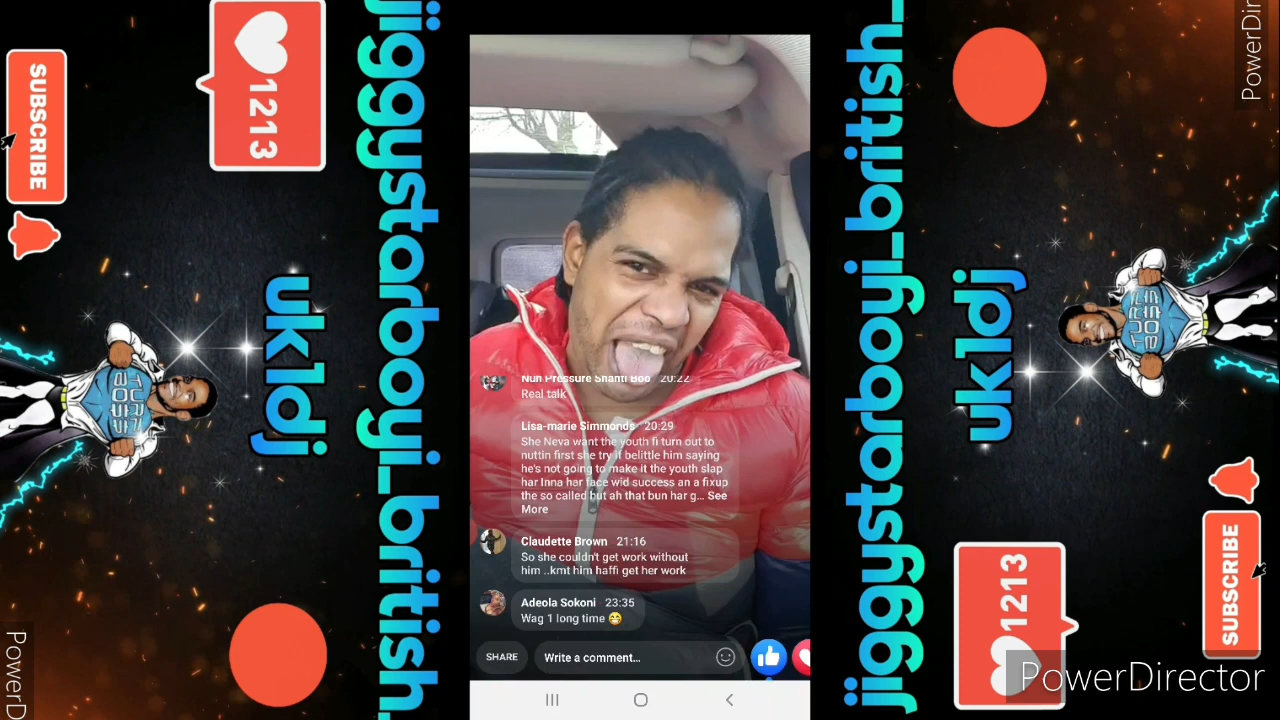 SUBSCRIBE
1213
uk1dj
jiggystarboyi_british_
Nun Pressure Shanti Boo 20:22
Real talk
Lisa-marie Simmonds 20:29
She Neva want the youth fi turn out to
nuttin first she try if belittle him saying
he's not going to make it the youth slap
har Inna har face wid success an a fixup
the so called but ah that bun har g... See
More
Claudette Brown 21:16
So she couldn't get work without
him ..kmt him haffi get her work
Adeola Sokoni 23:35
Wag 1 long time 😁
SHARE
Write a comment...
jiggystarboyi_british_
uk1dj
1213
SUBSCRIBE
PowerDir
PowerD
PowerDirector